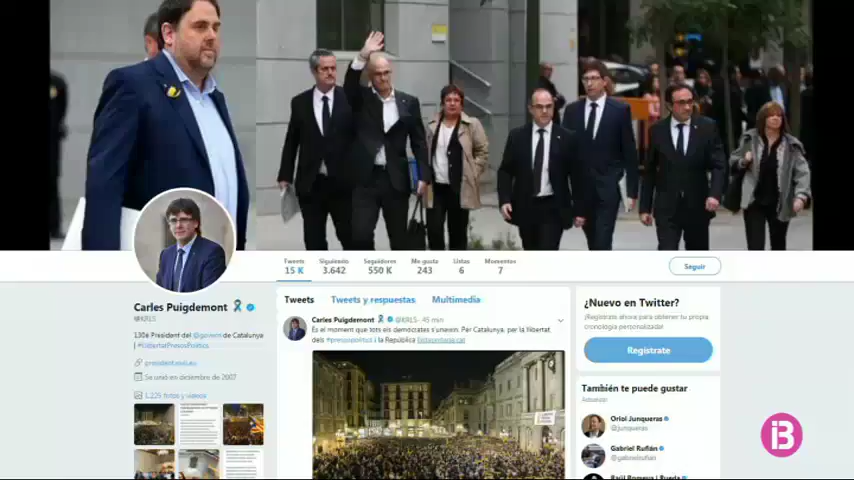 Tweets
15 K
Siguiendo
3.642
Seguidores
550 K
Me gusta
243
Listas
6
Momentos
7
Seguir
Carles Puigdemont
@KRLS
130è President del @govern de Catalunya
| #LlibertatPresosPolítics
Se unió en diciembre de 2007
1.225 fotos y vídeos
Tweets Tweets y respuestas Multimedia
Carles Puigdemont @KRLS · 45 min
És el moment que tots els demòcrates s'uneixin. Per Catalunya, per la llibertat
dels #presospolítics i la República
¿Nuevo en Twitter?
¡Regístrate ahora para obtener tu propia
cronología personalizada!
Regístrate
También te puede gustar
Actualizar
Oriol Junqueras
@junqueras
Gabriel Rufián
@gabrielrufian
Raül Romeva i Rueda